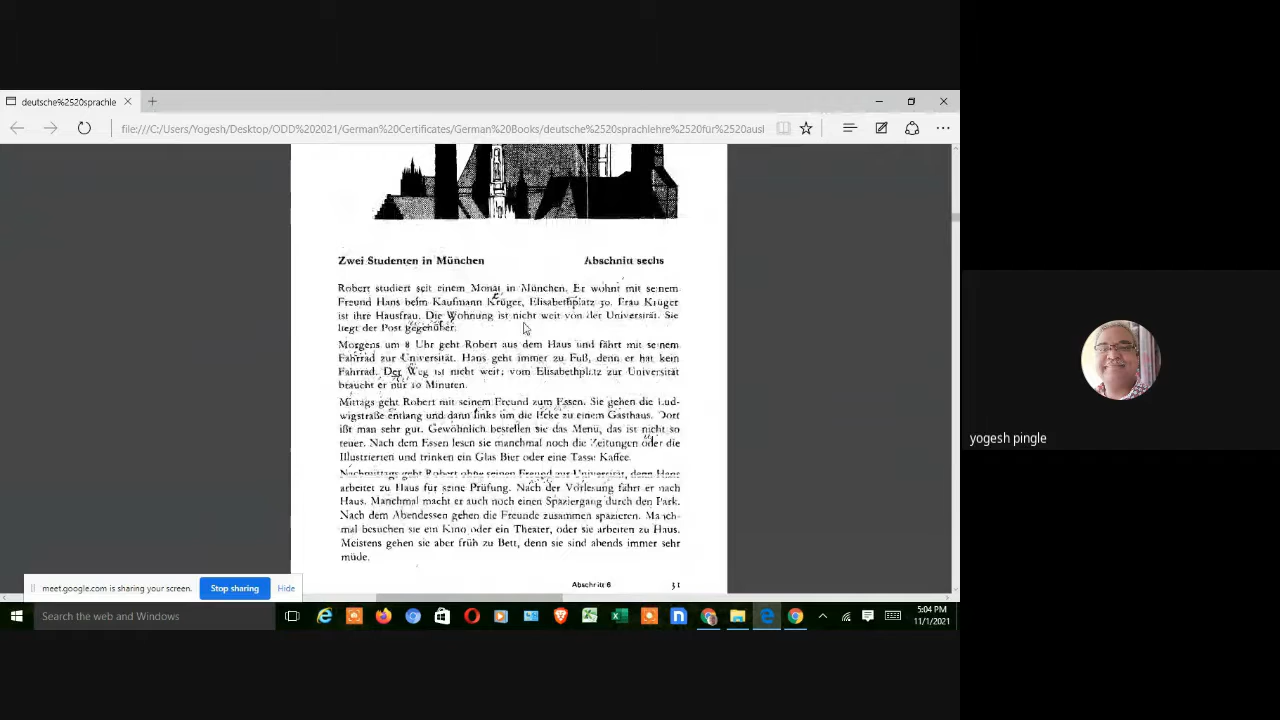 deutsche%2520sprachle
file:///C:/Users/Yogesh/Desktop/ODD%202021/German%20Certificates/German%20Books/deutsche%2520sprachlehre%2520für%2520ausl
Zwei Studenten in München Abschnitt sechs
Robert studiert seit einem Monat in München. Er wohnt mit seinem
Freund Hans beim Kaufmann Krüger, Elisabethplatz 30. Frau Krüger
ist ihre Hausfrau. Die Wohnung ist nicht weit von der Universität. Sie
liegt der Post gegenüber.
Morgens um 8 Uhr geht Robert aus dem Haus und fährt mit seinem
Fahrrad zur Universität. Hans geht immer zu Fuß, denn er hat kein
Fahrrad. Der Weg ist nicht weit; vom Elisabethplatz zur Universität
braucht er nur 10 Minuten.
Mittags geht Robert mit seinem Freund zum Essen. Sie gehen die Lud-
wigstraße entlang und dann links um die Ecke zu einem Gasthaus. Dort
ißt man sehr gut. Gewöhnlich bestellen sie das Menü, das ist nicht so
teuer. Nach dem Essen lesen sie manchmal noch die Zeitungen oder die
Illustrierten und trinken ein Glas Bier oder eine Tasse Kaffee.
Nachmittags geht Robert ohne seinen Freund zur Universität, denn Hans
arbeitet zu Haus für seine Prüfung. Nach der Vorlesung fährt er nach
Haus. Manchmal macht er auch noch einen Spaziergang durch den Park.
Nach dem Abendessen gehen die Freunde zusammen spazieren. Manch-
mal besuchen sie ein Kino oder ein Theater, oder sie arbeiten zu Haus.
Meistens gehen sie aber früh zu Bett, denn sie sind abends immer sehr
müde.
Abschnitt 6 31
meet.google.com is sharing your screen. Stop sharing Hide
Search the web and Windows
5:04 PM
11/1/2021
yogesh pingle